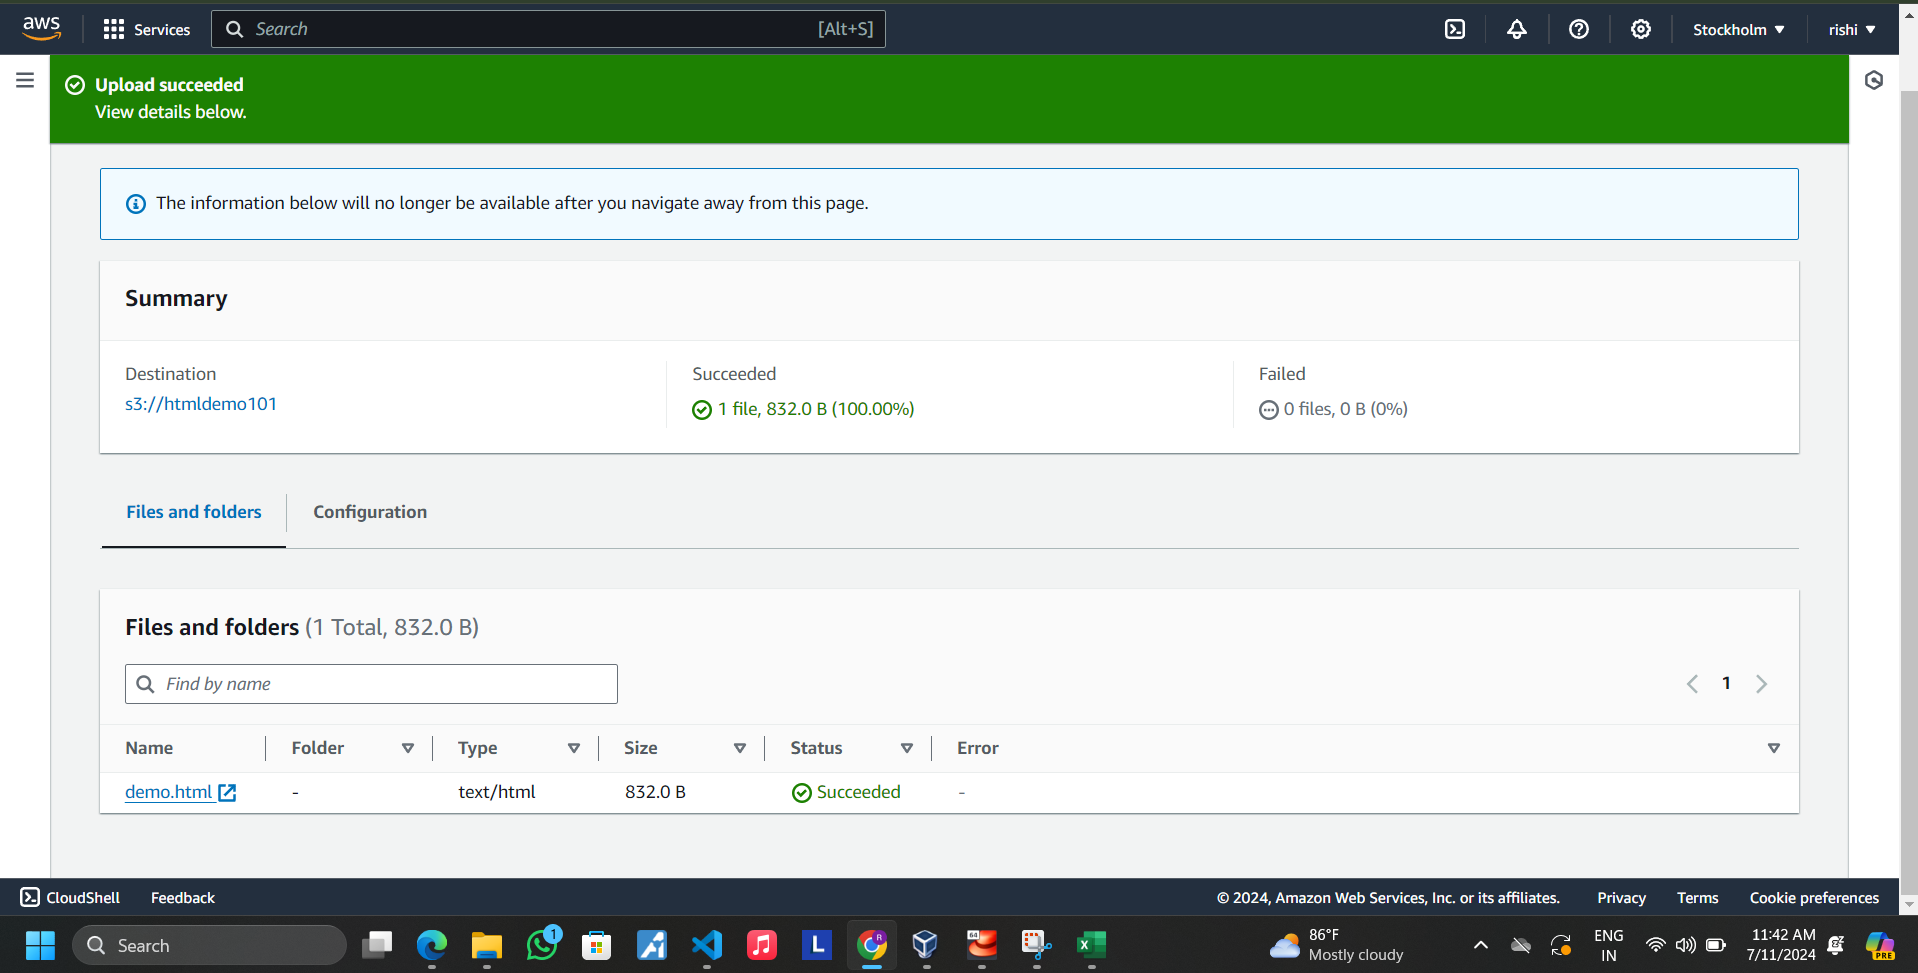 aws Services Search [Alt+S] Stockholm ▼ rishi ▼
Upload succeeded
View details below.
The information below will no longer be available after you navigate away from this page.
Summary
Destination
s3://htmldemo101
Succeeded
1 file, 832.0 B (100.00%)
Failed
0 files, 0 B (0%)
Files and folders Configuration
Files and folders (1 Total, 832.0 B)
Find by name
1
Name Folder Type Size Status Error
demo.html - text/html 832.0 B Succeeded -
CloudShell Feedback © 2024, Amazon Web Services, Inc. or its affiliates. Privacy Terms Cookie preferences
Search
1
L
R
64
X
86°F
Mostly cloudy
ENG
IN
11:42 AM
7/11/2024
PRE